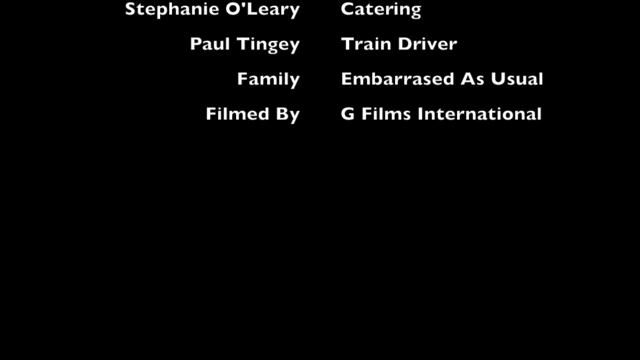 Stephanie O'Leary Catering
Paul Tingey Train Driver
Family Embarrased As Usual
Filmed By G Films International